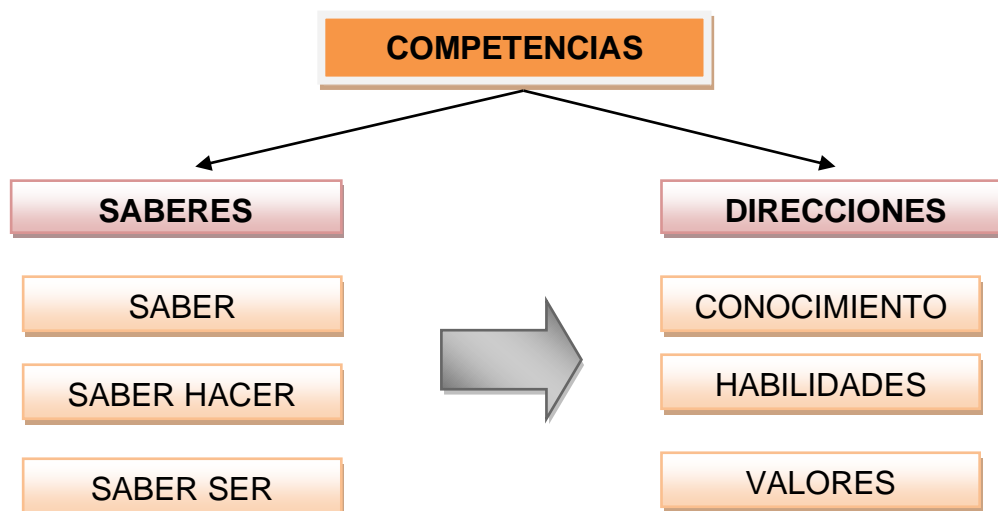 COMPETENCIAS
SABERES
DIRECCIONES
SABER
CONOCIMIENTO
SABER HACER
HABILIDADES
SABER SER
VALORES